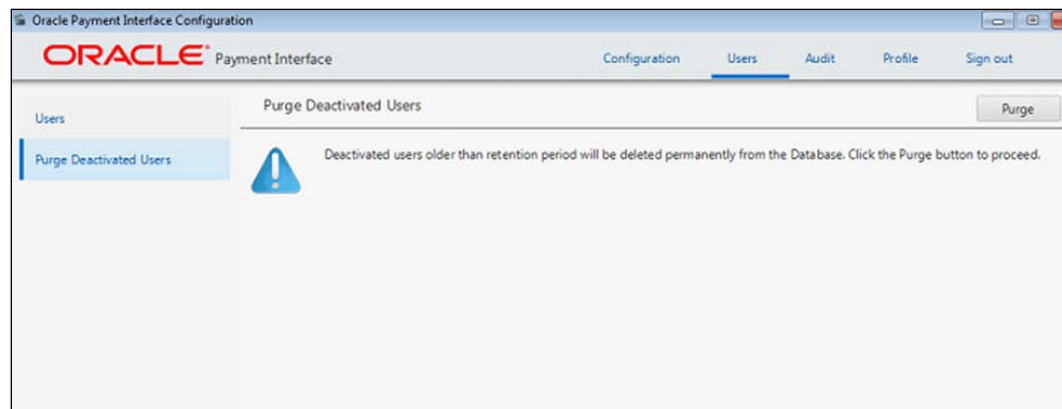 Oracle Payment Interface Configuration
ORACLE® Payment Interface
Configuration Users Audit Profile Sign out
Users
Purge Deactivated Users
Purge Deactivated Users
Purge
Deactivated users older than retention period will be deleted permanently from the Database. Click the Purge button to proceed.